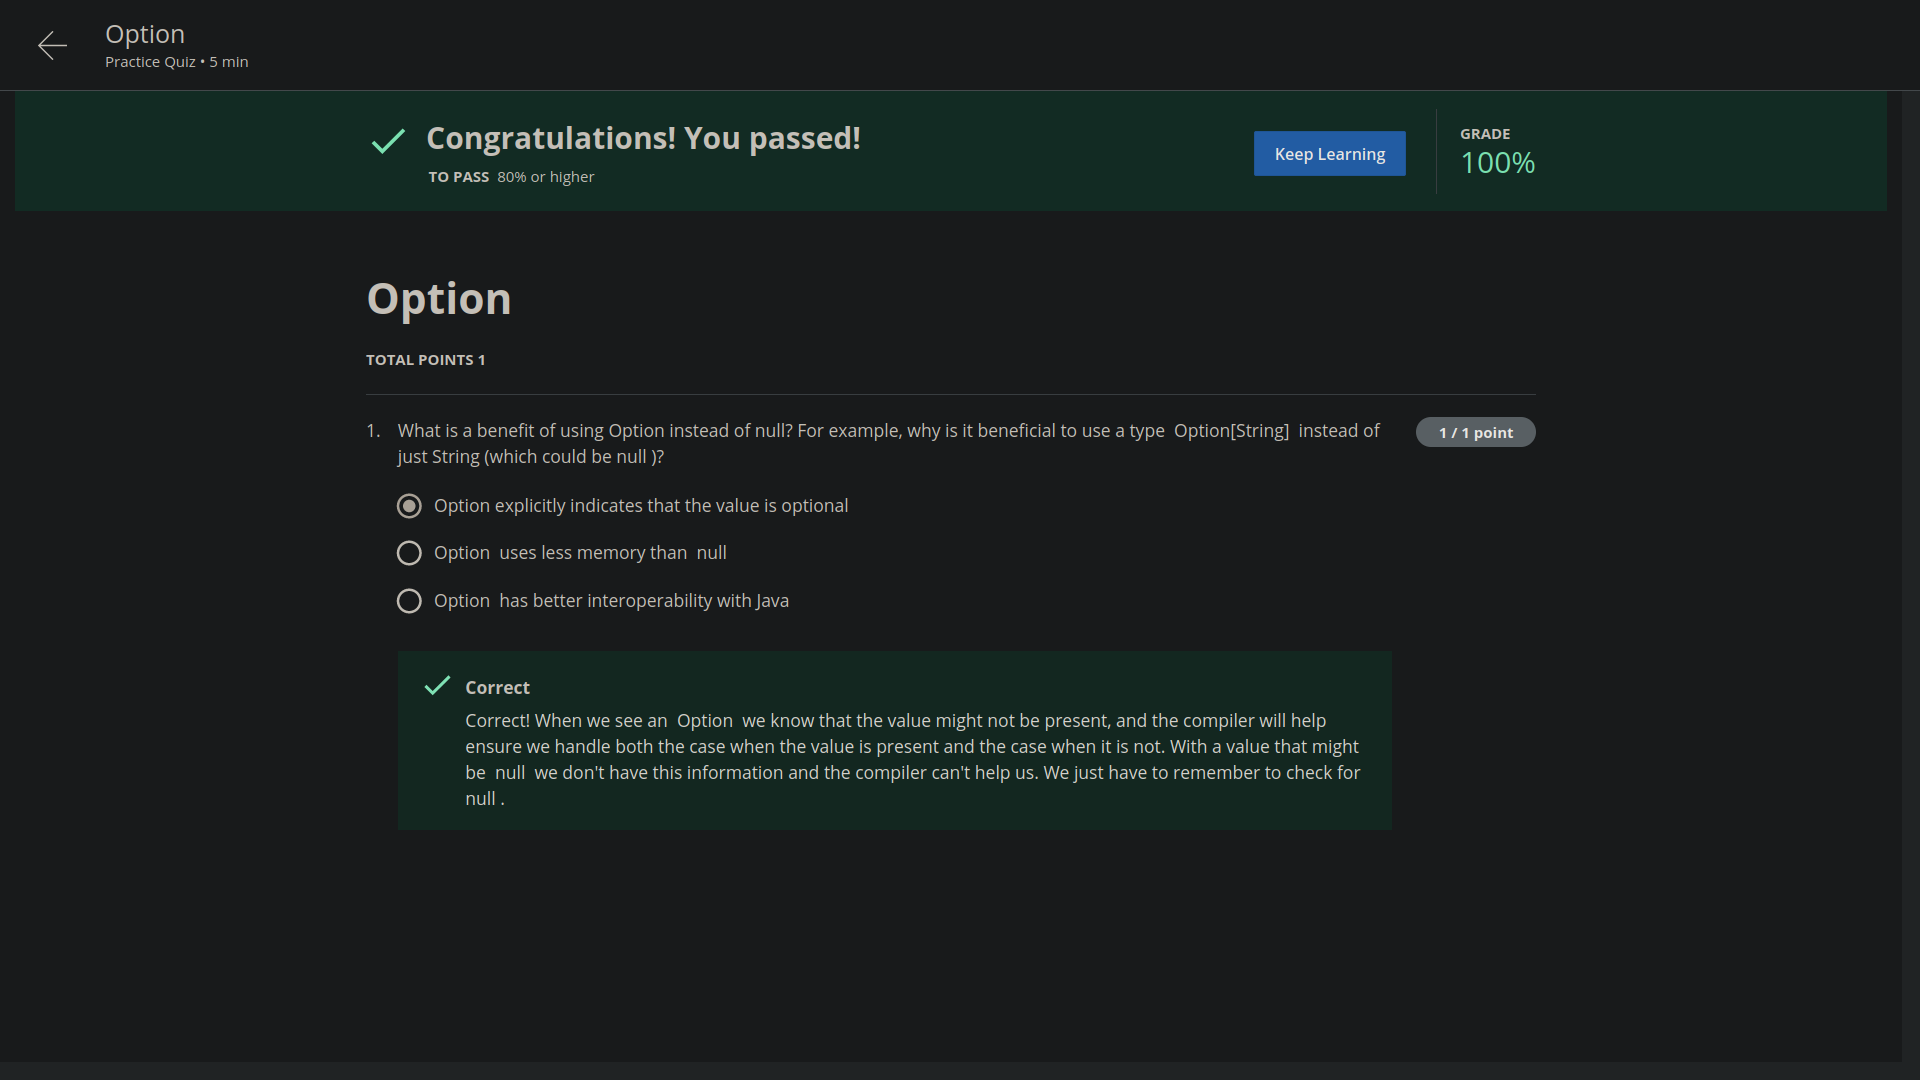 Option
Practice Quiz • 5 min
Congratulations! You passed!
TO PASS 80% or higher
Keep Learning
GRADE
100%
Option
TOTAL POINTS 1
1. What is a benefit of using Option instead of null? For example, why is it beneficial to use a type Option[String] instead of
just String (which could be null )?
1 / 1 point
Option explicitly indicates that the value is optional
Option uses less memory than null
Option has better interoperability with Java
Correct
Correct! When we see an Option we know that the value might not be present, and the compiler will help
ensure we handle both the case when the value is present and the case when it is not. With a value that might
be null we don't have this information and the compiler can't help us. We just have to remember to check for
null .